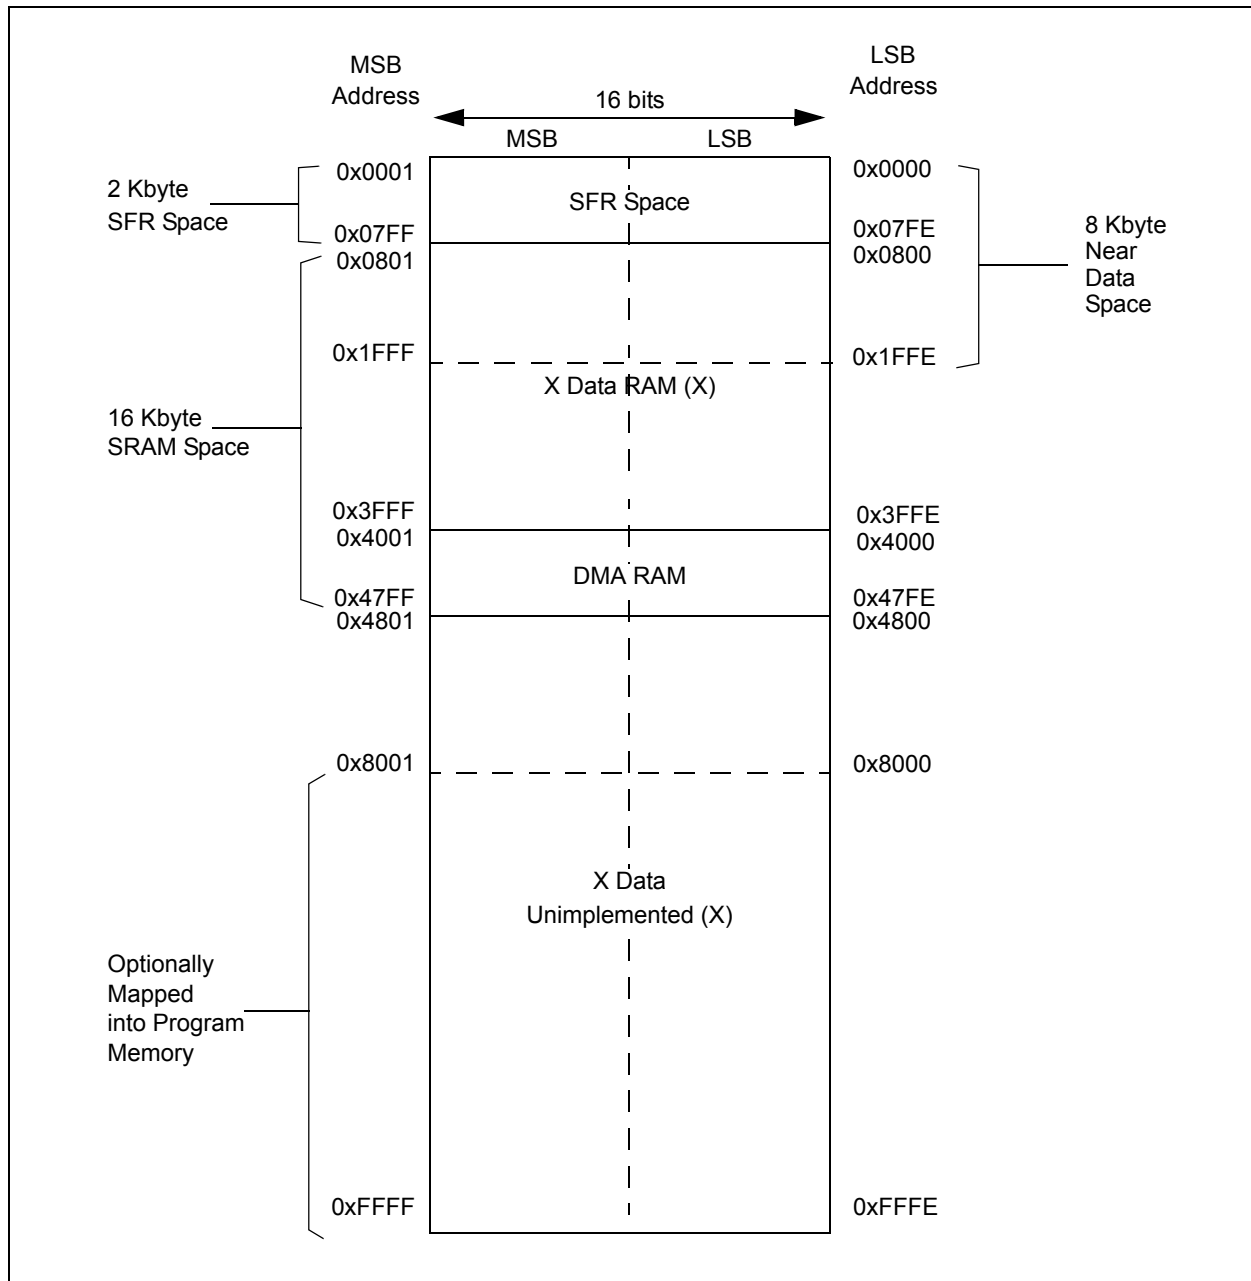 MSB
Address
LSB
Address
16 bits
MSB
LSB
0x0001
0x0000
2 Kbyte
SFR Space
SFR Space
0x07FF
0x07FE
0x0801
0x0800
8 Kbyte
Near
Data
Space
0x1FFF
0x1FFE
X Data RAM (X)
16 Kbyte
SRAM Space
0x3FFF
0x3FFE
0x4001
0x4000
DMA RAM
0x47FF
0x47FE
0x4801
0x4800
0x8001
0x8000
X Data
Unimplemented (X)
Optionally
Mapped
into Program
Memory
0xFFFF
0xFFFE